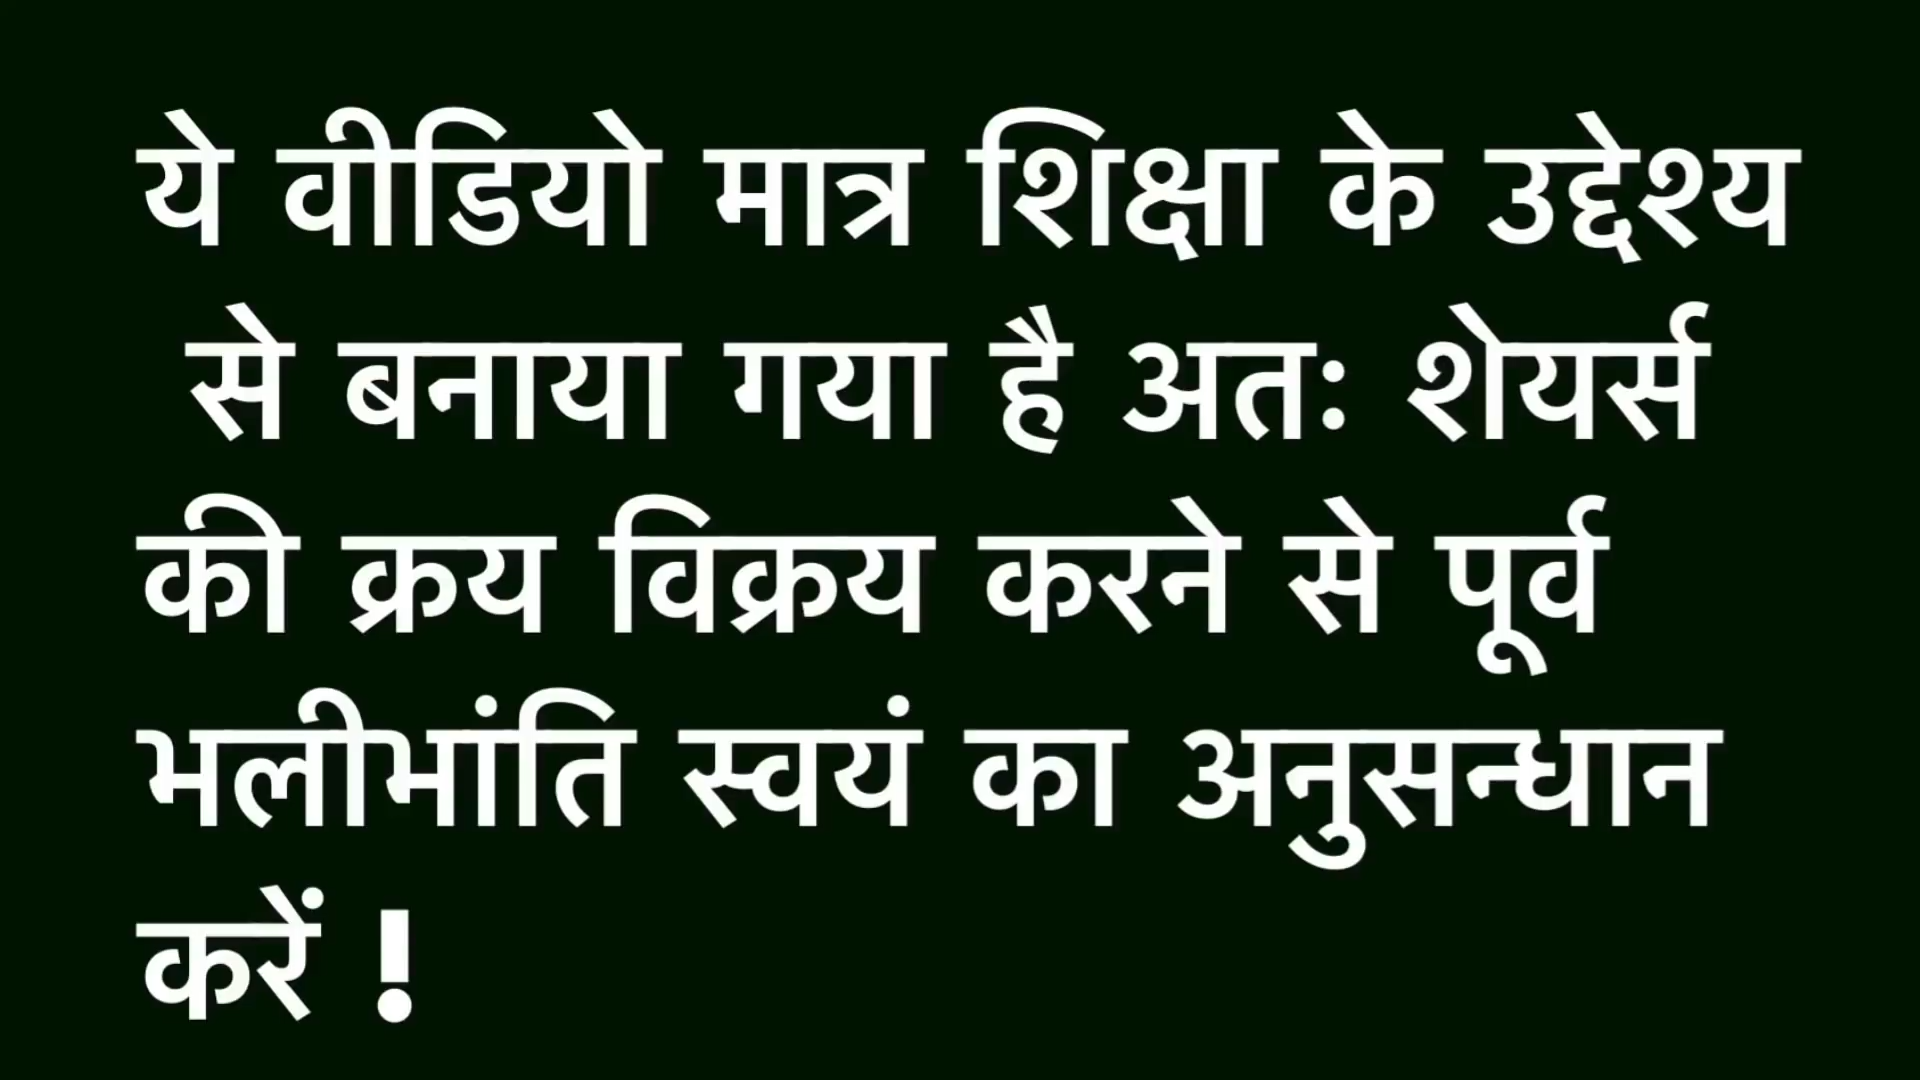 ये वीडियो मात्र शिक्षा के उद्देश्य
से बनाया गया है अतः शेयर्स
की क्रय विक्रय करने से पूर्व
भलीभांति स्वयं का अनुसन्धान
करें !